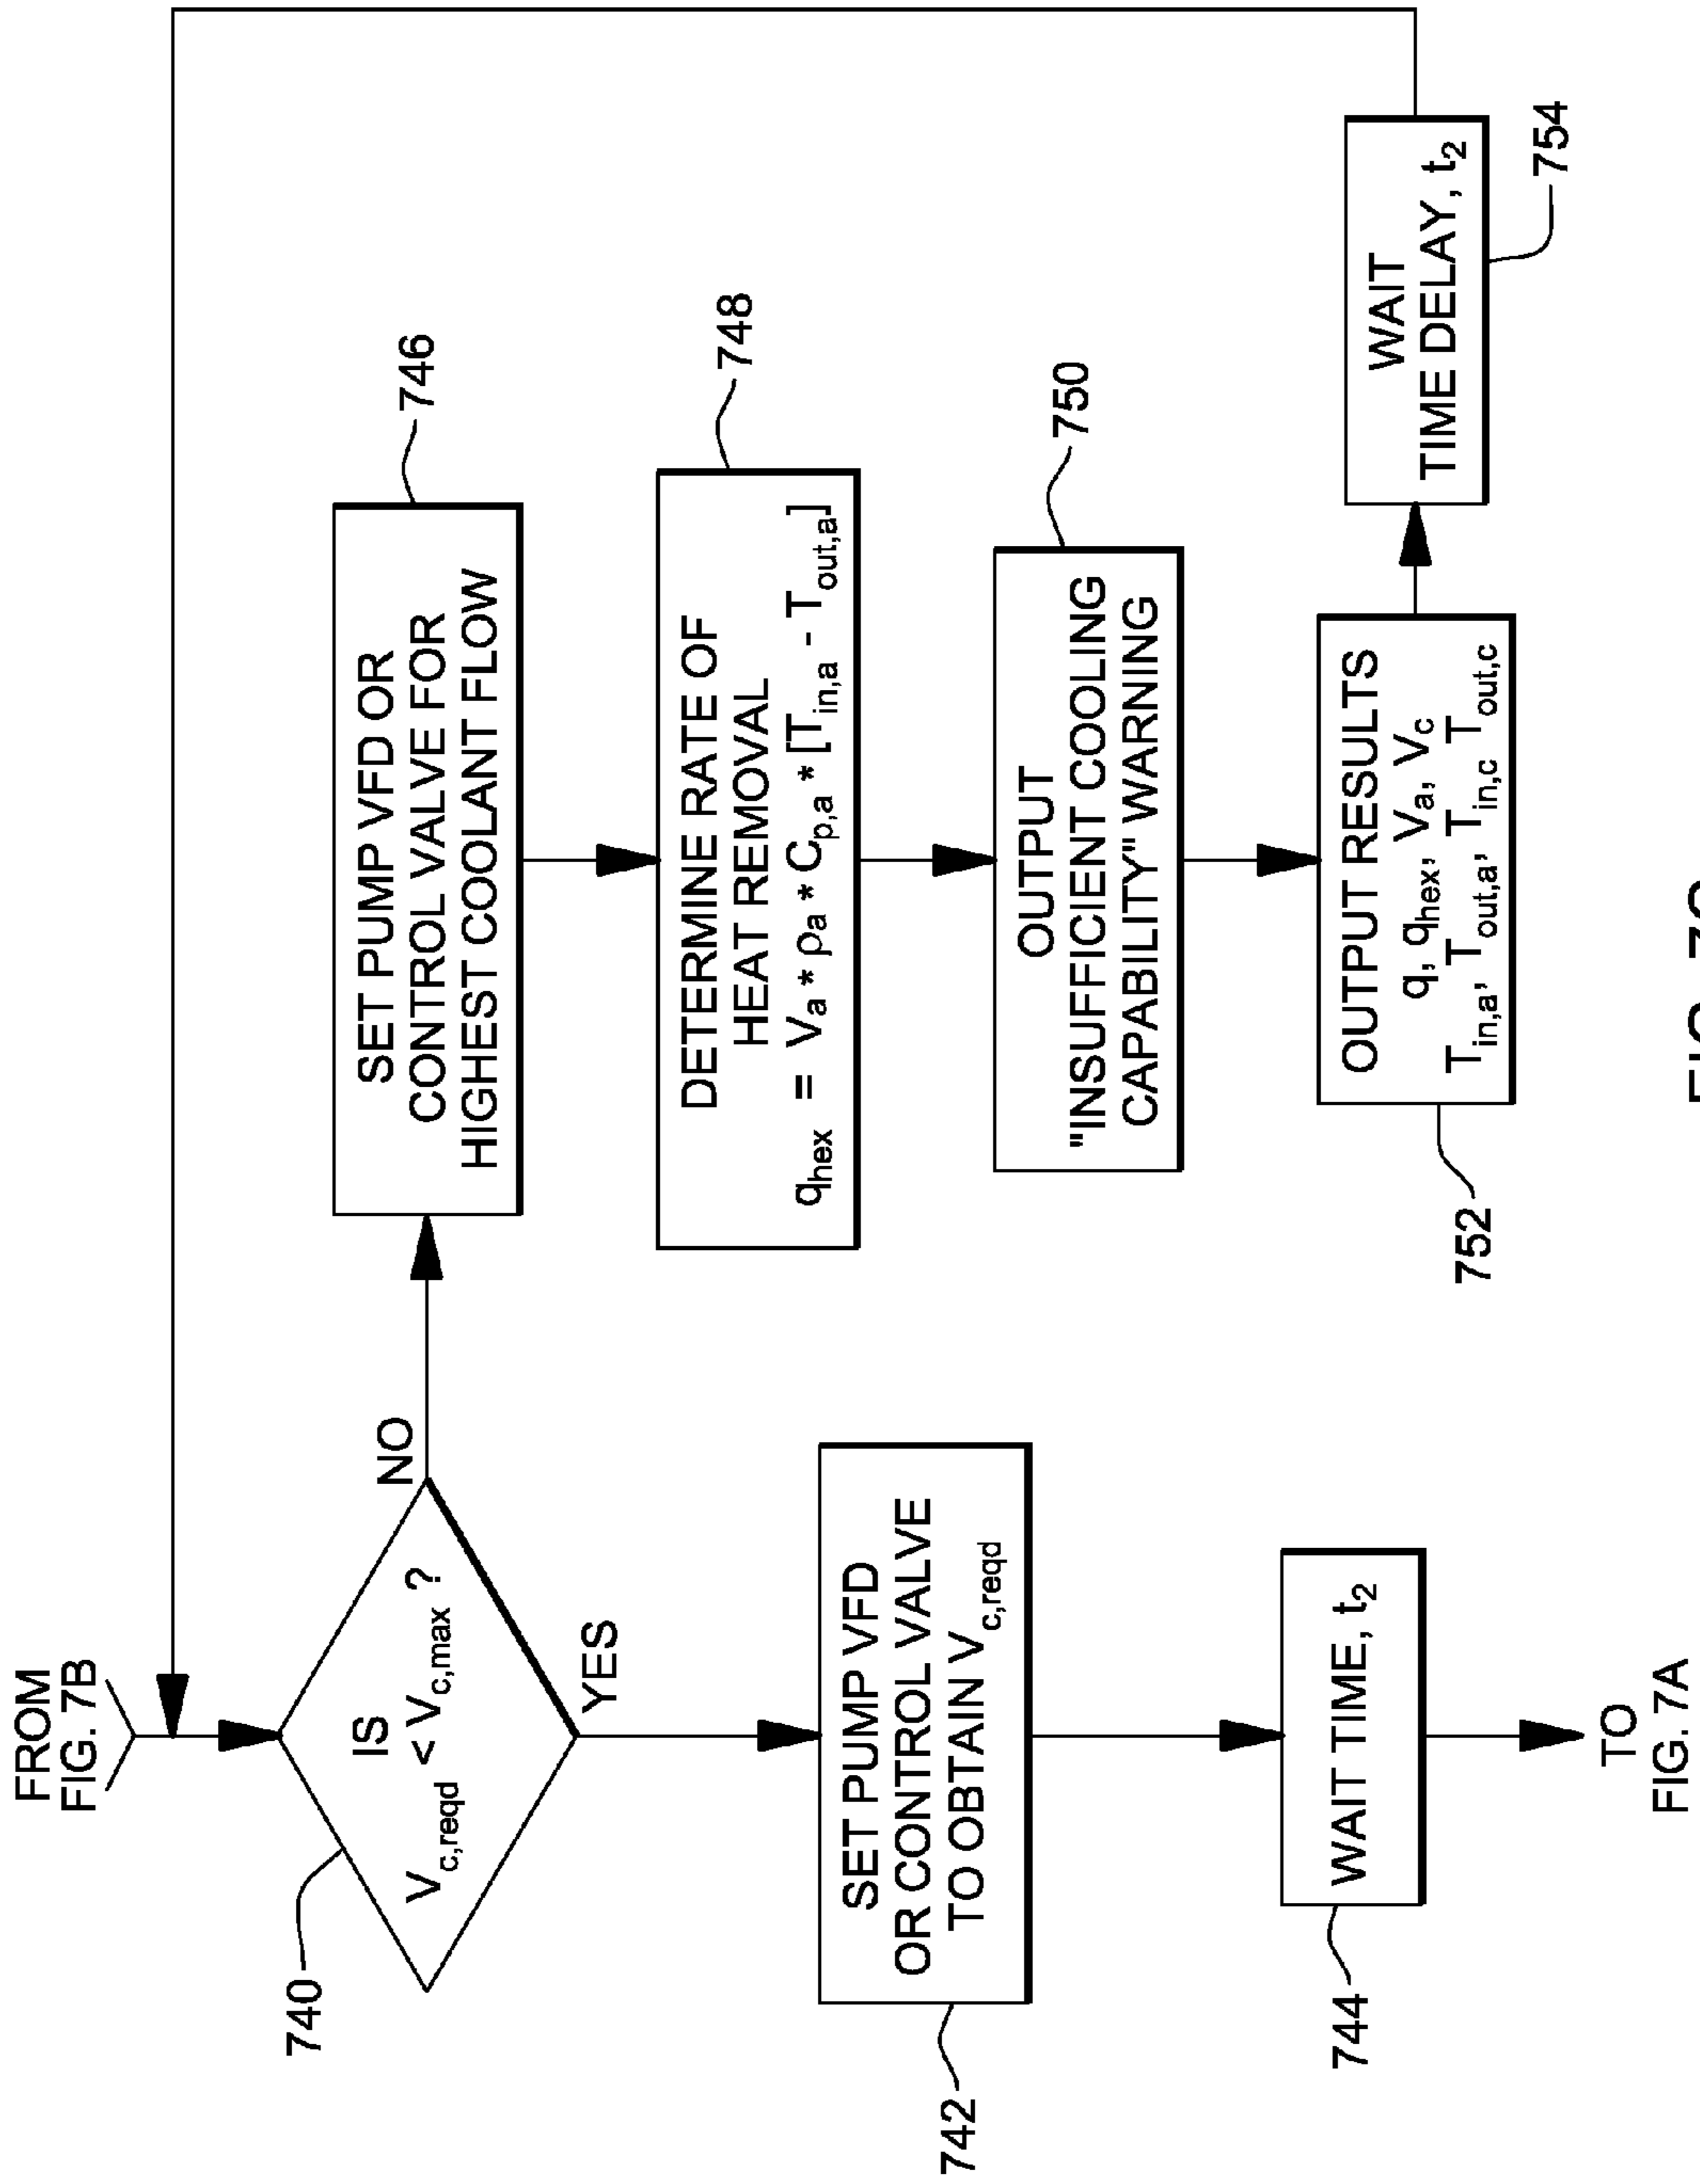 FROM
FIG. 7B
740
IS
V_c,reqd < V_c,max ?
NO
YES
742
SET PUMP VFD
OR CONTROL VALVE
TO OBTAIN V_c,reqd
744
WAIT TIME, t_2
TO
FIG. 7A
SET PUMP VFD OR
CONTROL VALVE FOR
HIGHEST COOLANT FLOW
746
DETERMINE RATE OF
HEAT REMOVAL
q_hex = V_a * ρ_a * C_p,a * [T_in,a - T_out,a]
748
OUTPUT
"INSUFFICIENT COOLING
CAPABILITY" WARNING
750
OUTPUT RESULTS
q, q_hex, V_a, V_c
T_in,a, T_out,a, T_in,c T_out,c
752
WAIT
TIME DELAY, t_2
754